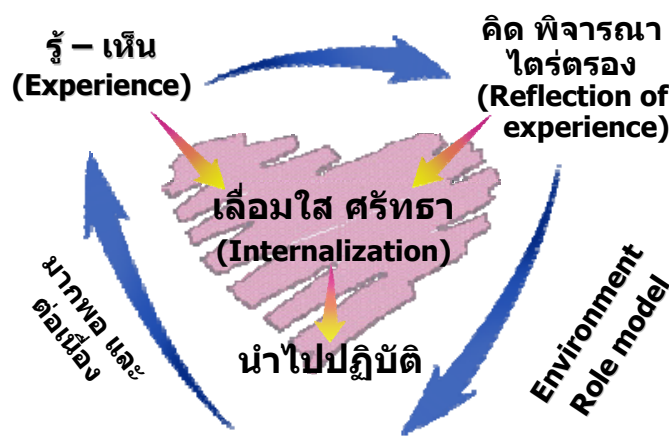 รู้ – เห็น
(Experience)
คิด พิจารณา
ไตร่ตรอง
(Reflection of
experience)
เลื่อมใส ศรัทธา
(Internalization)
นำไปปฏิบัติ
มากพอ และ
ต่อเนื่อง
Environment
Role model